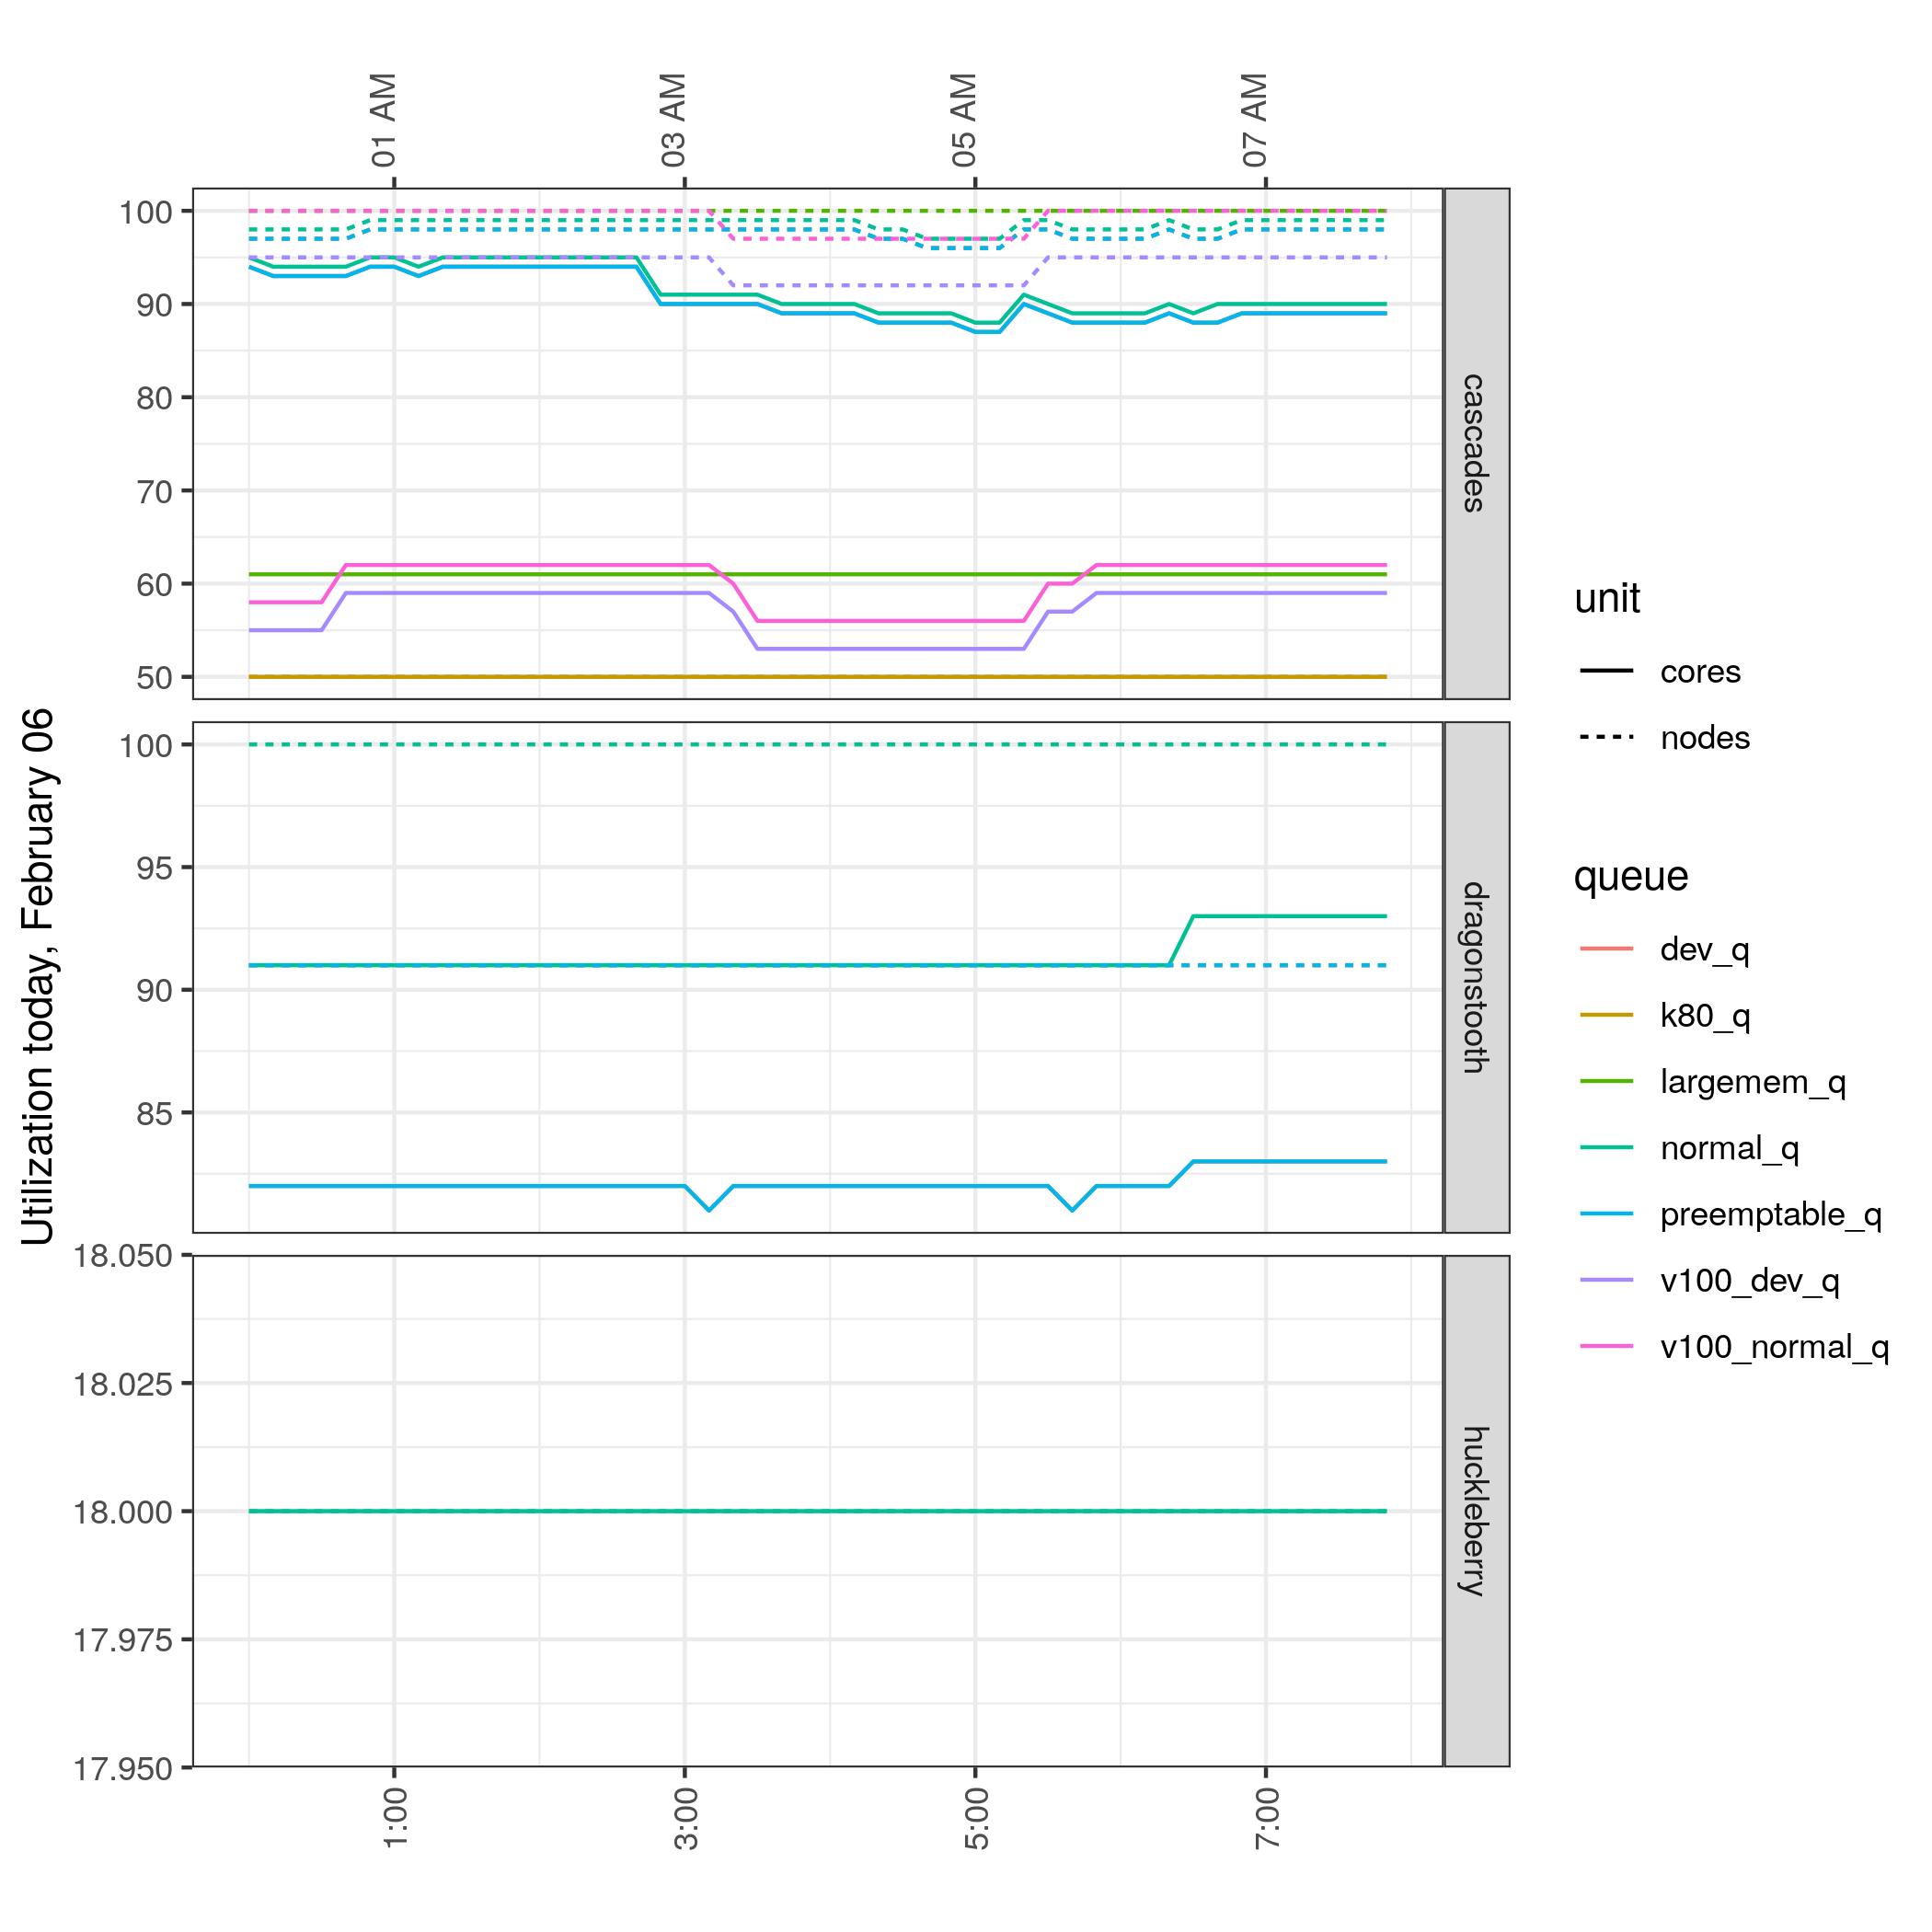 01 AM
03 AM
05 AM
07 AM
Utilization today, February 06
100
90
80
70
60
50
cascades
100
95
90
85
dragonstooth
18.050
18.025
18.000
17.975
17.950
huckleberry
1:00
3:00
5:00
7:00
unit
cores
nodes
queue
dev_q
k80_q
largemem_q
normal_q
preemptable_q
v100_dev_q
v100_normal_q